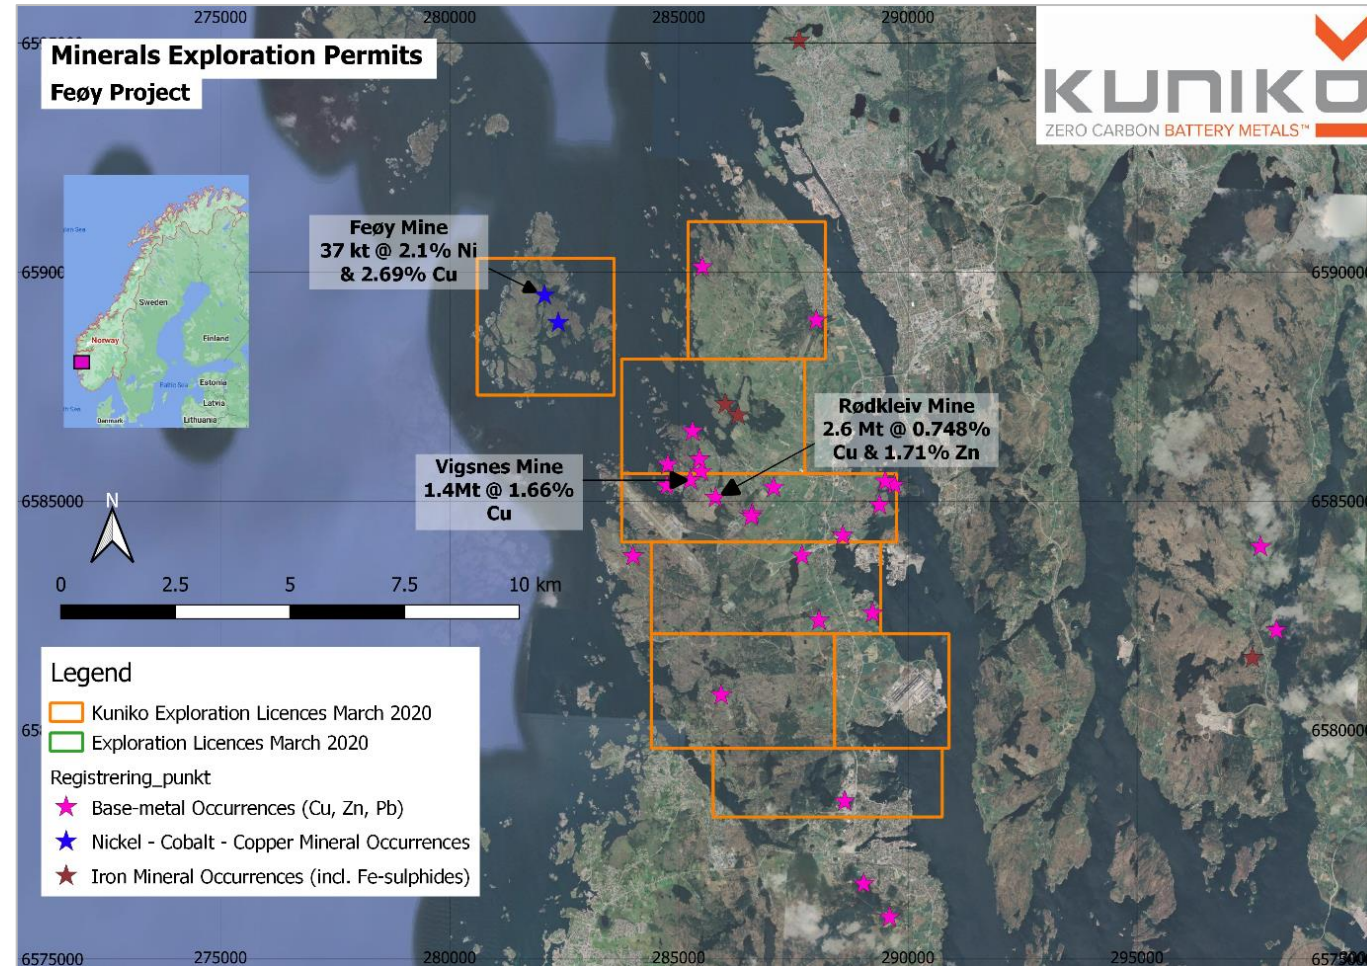 275000 280000 285000 290000
Minerals Exploration Permits
Feøy Project
KUNIKO
ZERO CARBON BATTERY METALS™
Feøy Mine
37 kt @ 2.1% Ni
& 2.69% Cu
6590000
Sweden
Norway
Finland
Estonia
Latvia
Denmark
Lithuania
Baltic Sea
Rødkleiv Mine
2.6 Mt @ 0.748%
Cu & 1.71% Zn
Vigsnes Mine
1.4Mt @ 1.66%
Cu
6585000
6585000
N
0 2.5 5 7.5 10 km
Legend
Kuniko Exploration Licences March 2020
Exploration Licences March 2020
Registrering_punkt
Base-metal Occurrences (Cu, Zn, Pb)
Nickel - Cobalt - Copper Mineral Occurrences
Iron Mineral Occurrences (incl. Fe-sulphides)
6580000
6575000 275000 280000 285000 290000 295000